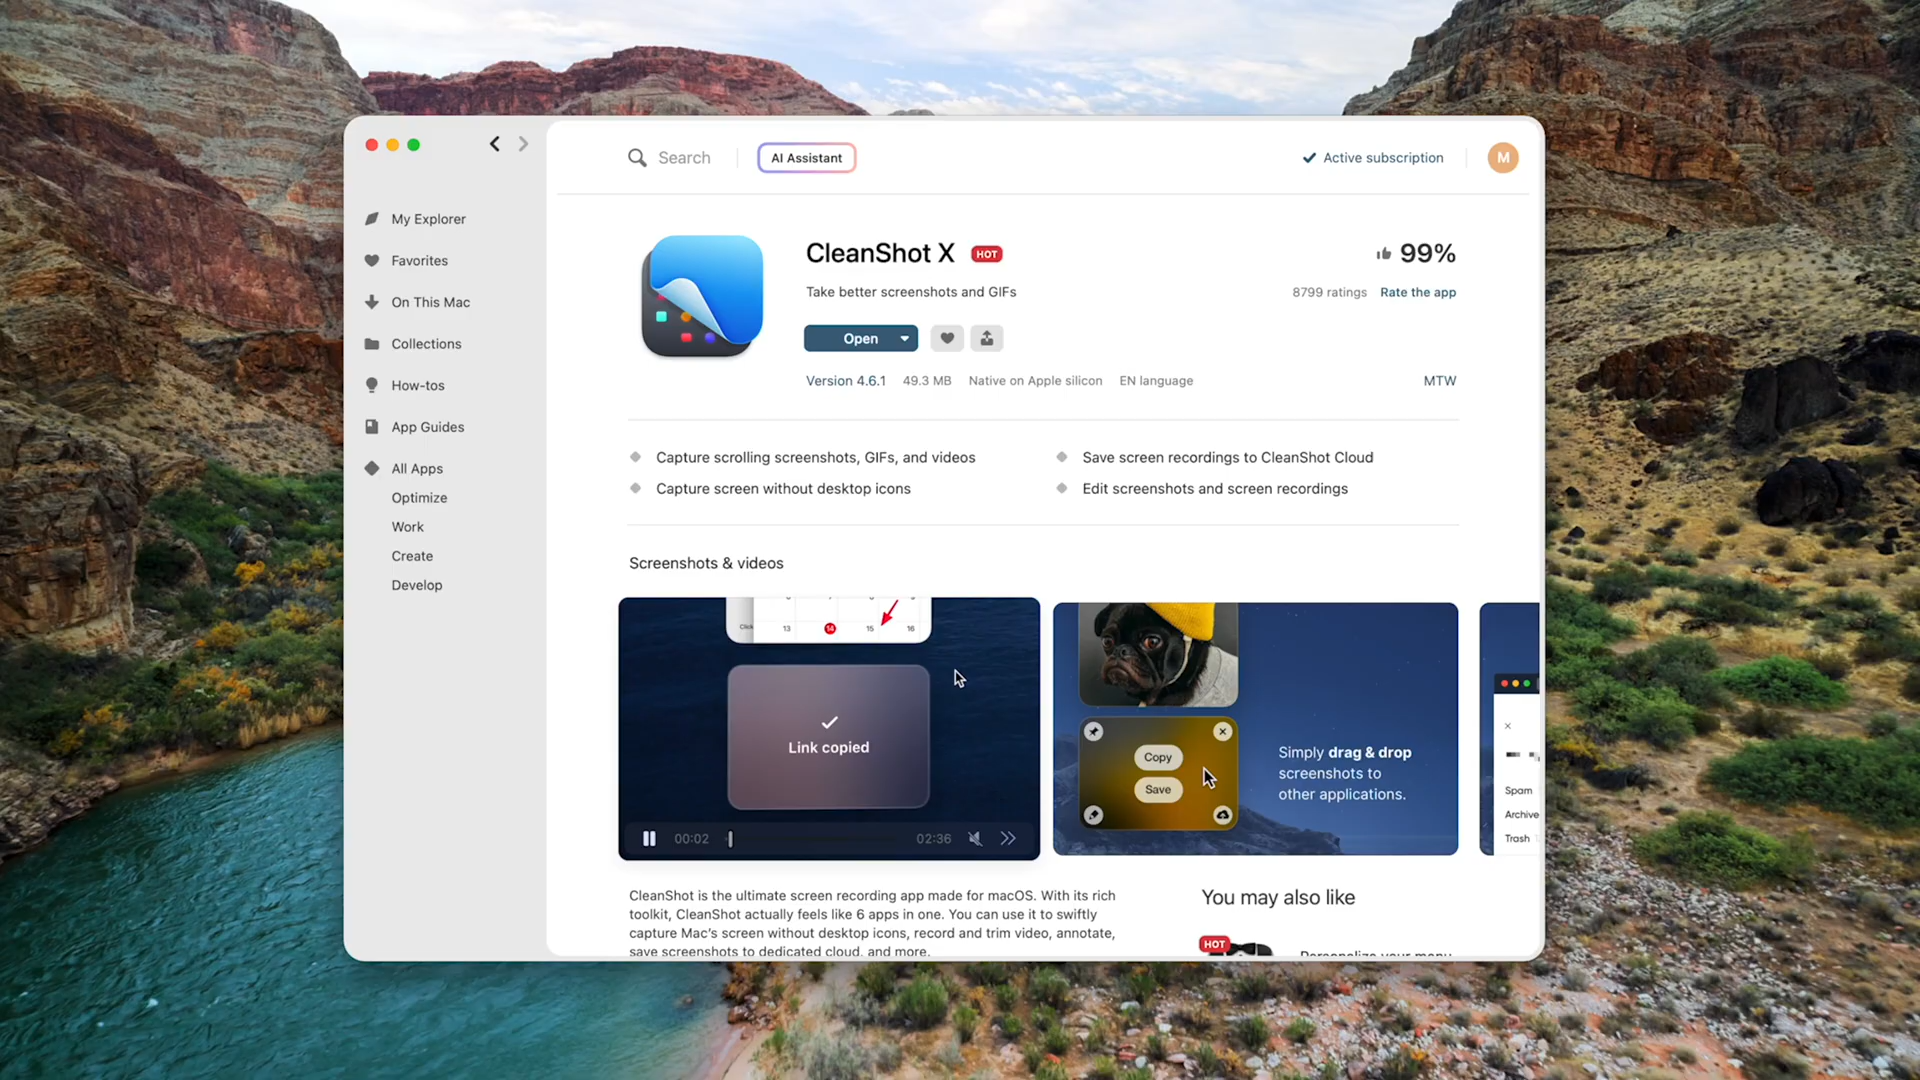 Search
AI Assistant
Active subscription
M
My Explorer
Favorites
On This Mac
Collections
How-tos
App Guides
All Apps
Optimize
Work
Create
Develop
CleanShot X
HOT
99%
Take better screenshots and GIFs
8799 ratings
Rate the app
Open
Version 4.6.1
49.3 MB
Native on Apple silicon
EN language
MTW
Capture scrolling screenshots, GIFs, and videos
Save screen recordings to CleanShot Cloud
Capture screen without desktop icons
Edit screenshots and screen recordings
Screenshots & videos
13 14 15 16
Link copied
00:02
02:36
Copy
Save
Simply drag & drop
screenshots to
other applications.
Spam
Archive
Trash
CleanShot is the ultimate screen recording app made for macOS. With its rich
toolkit, CleanShot actually feels like 6 apps in one. You can use it to swiftly
capture Mac's screen without desktop icons, record and trim video, annotate,
save screenshots to dedicated cloud, and more.
You may also like
HOT
Personalize your menu